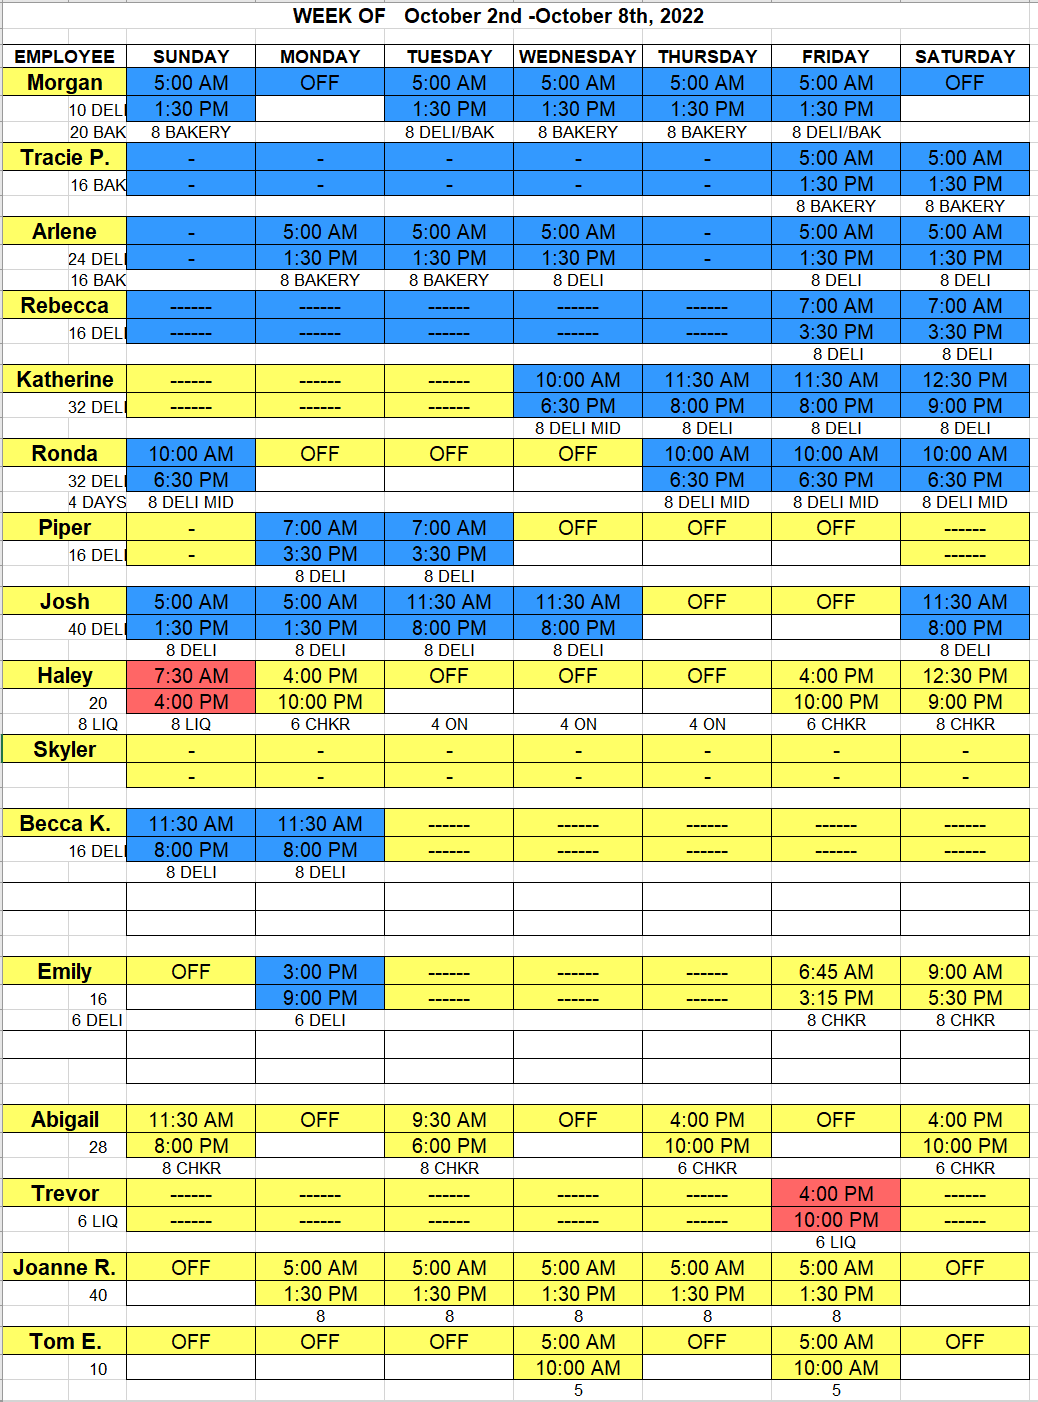 WEEK OF October 2nd -October 8th, 2022
EMPLOYEE SUNDAY MONDAY TUESDAY WEDNESDAY THURSDAY FRIDAY SATURDAY
Morgan 5:00 AM OFF 5:00 AM 5:00 AM 5:00 AM 5:00 AM OFF
10 DELI 1:30 PM 1:30 PM 1:30 PM 1:30 PM 1:30 PM
20 BAK 8 BAKERY 8 DELI/BAK 8 BAKERY 8 BAKERY 8 DELI/BAK
Tracie P. - - - - - 5:00 AM 5:00 AM
16 BAK - - - - - 1:30 PM 1:30 PM
8 BAKERY 8 BAKERY
Arlene - 5:00 AM 5:00 AM 5:00 AM - 5:00 AM 5:00 AM
24 DELI - 1:30 PM 1:30 PM 1:30 PM - 1:30 PM 1:30 PM
16 BAK 8 BAKERY 8 BAKERY 8 DELI 8 DELI 8 DELI
Rebecca ------ ------ ------ ------ ------ 7:00 AM 7:00 AM
16 DELI ------ ------ ------ ------ ------ 3:30 PM 3:30 PM
8 DELI 8 DELI
Katherine ------ ------ ------ 10:00 AM 11:30 AM 11:30 AM 12:30 PM
32 DELI ------ ------ ------ 6:30 PM 8:00 PM 8:00 PM 9:00 PM
8 DELI MID 8 DELI 8 DELI 8 DELI
Ronda 10:00 AM OFF OFF OFF 10:00 AM 10:00 AM 10:00 AM
32 DELI 6:30 PM 6:30 PM 6:30 PM 6:30 PM
4 DAYS 8 DELI MID 8 DELI MID 8 DELI MID 8 DELI MID
Piper - 7:00 AM 7:00 AM OFF OFF OFF ------
16 DELI - 3:30 PM 3:30 PM ------
8 DELI 8 DELI
Josh 5:00 AM 5:00 AM 11:30 AM 11:30 AM OFF OFF 11:30 AM
40 DELI 1:30 PM 1:30 PM 8:00 PM 8:00 PM 8:00 PM
8 DELI 8 DELI 8 DELI 8 DELI 8 DELI
Haley 7:30 AM 4:00 PM OFF OFF OFF 4:00 PM 12:30 PM
20 4:00 PM 10:00 PM 10:00 PM 9:00 PM
8 LIQ 8 LIQ 6 CHKR 4 ON 4 ON 4 ON 6 CHKR 8 CHKR
Skyler - - - - - - -
- - - - - - -
Becca K. 11:30 AM 11:30 AM ------ ------ ------ ------ ------
16 DELI 8:00 PM 8:00 PM ------ ------ ------ ------ ------
8 DELI 8 DELI
Emily OFF 3:00 PM ------ ------ ------ 6:45 AM 9:00 AM
16 9:00 PM ------ ------ ------ 3:15 PM 5:30 PM
6 DELI 6 DELI 8 CHKR 8 CHKR
Abigail 11:30 AM OFF 9:30 AM OFF 4:00 PM OFF 4:00 PM
28 8:00 PM 6:00 PM 10:00 PM 10:00 PM
8 CHKR 8 CHKR 6 CHKR 6 CHKR
Trevor ------ ------ ------ ------ ------ 4:00 PM ------
6 LIQ ------ ------ ------ ------ ------ 10:00 PM ------
6 LIQ
Joanne R. OFF 5:00 AM 5:00 AM 5:00 AM 5:00 AM 5:00 AM OFF
40 1:30 PM 1:30 PM 1:30 PM 1:30 PM 1:30 PM
8 8 8 8 8
Tom E. OFF OFF OFF 5:00 AM OFF 5:00 AM OFF
10 10:00 AM 10:00 AM
5 5